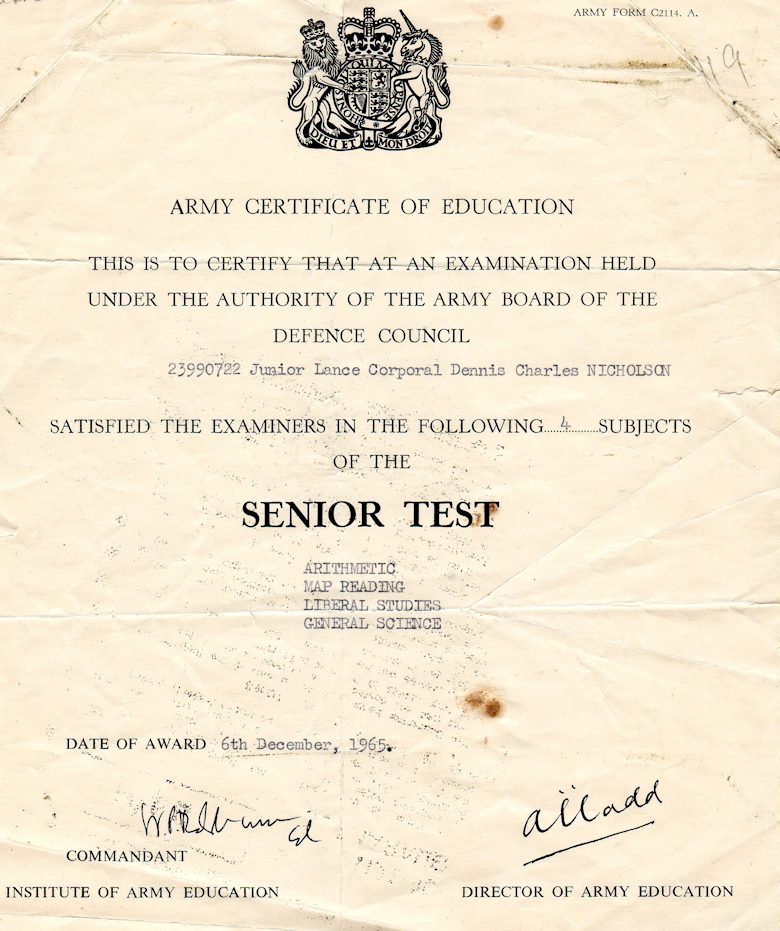 ARMY FORM C2114. A.
119
DIEU ET MON DROIT
ARMY CERTIFICATE OF EDUCATION
THIS IS TO CERTIFY THAT AT AN EXAMINATION HELD
UNDER THE AUTHORITY OF THE ARMY BOARD OF THE
DEFENCE COUNCIL
23990722 Junior Lance Corporal Dennis Charles NICHOLSON
SATISFIED THE EXAMINERS IN THE FOLLOWING....4.......SUBJECTS
OF THE
SENIOR TEST
ARITHMETIC
MAP READING
LIBERAL STUDIES
GENERAL SCIENCE
DATE OF AWARD 6th December, 1965.
COMMANDANT
INSTITUTE OF ARMY EDUCATION
DIRECTOR OF ARMY EDUCATION